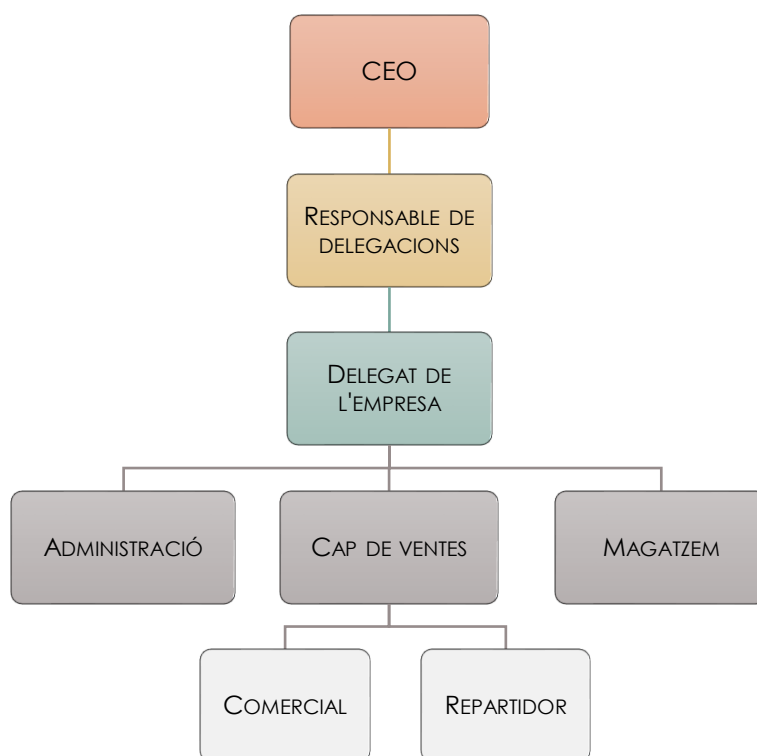 CEO
RESPONSABLE DE
DELEGACIONS
DELEGAT DE
L'EMPRESA
ADMINISTRACIÓ
CAP DE VENTES
MAGATZEM
COMERCIAL
REPARTIDOR